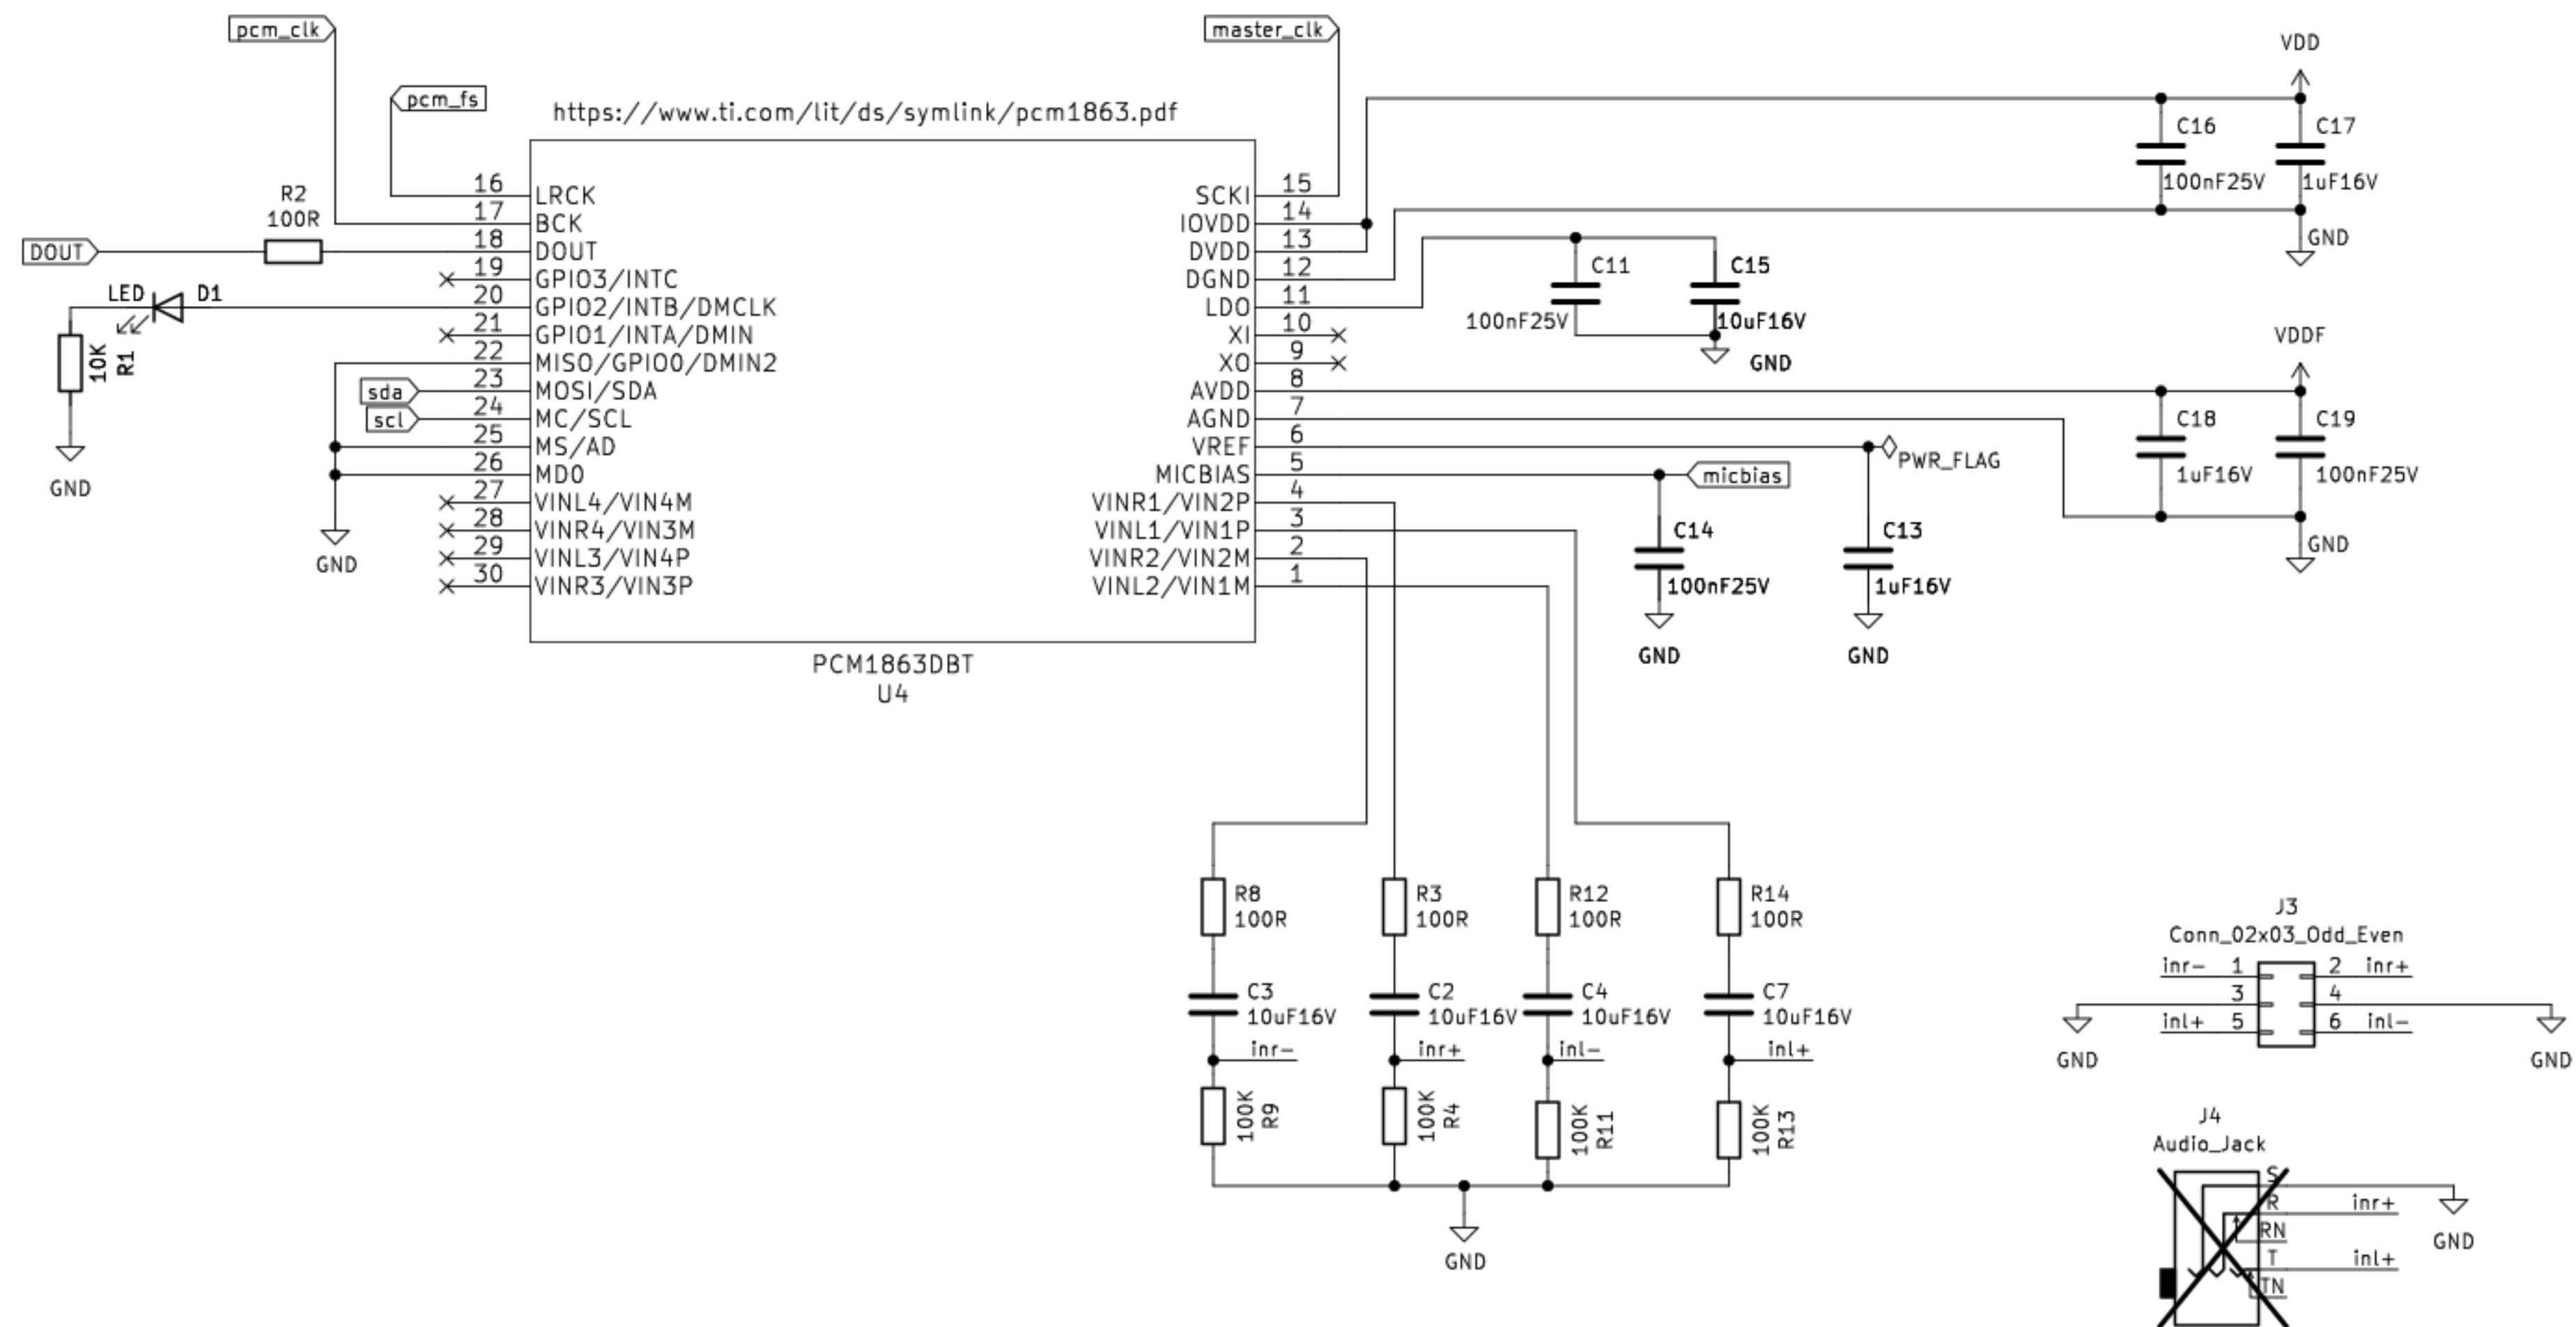 pcm_clk
master_clk
VDD
pcm_fs
https://www.ti.com/lit/ds/symlink/pcm1863.pdf
C16
100nF25V
C17
1uF16V
GND
R2
100R
DOUT
LED
D1
10K
R1
GND
sda
scl
GND
16 LRCK
17 BCK
18 DOUT
19 GPIO3/INTC
20 GPIO2/INTB/DMCLK
21 GPIO1/INTA/DMIN
22 MISO/GPIO0/DMIN2
23 MOSI/SDA
24 MC/SCL
25 MS/AD
26 MD0
27 VINL4/VIN4M
28 VINR4/VIN3M
29 VINL3/VIN4P
30 VINR3/VIN3P
SCKI 15
IOVDD 14
DVDD 13
DGND 12
LDO 11
XI 10
XO 9
AVDD 8
AGND 7
VREF 6
MICBIAS 5
VINR1/VIN2P 4
VINL1/VIN1P 3
VINR2/VIN2M 2
VINL2/VIN1M 1
PCM1863DBT
U4
C11
100nF25V
C15
10uF16V
GND
VDDF
C18
1uF16V
C19
100nF25V
GND
PWR_FLAG
micbias
C14
100nF25V
GND
C13
1uF16V
GND
R8
100R
R3
100R
R12
100R
R14
100R
C3
10uF16V
C2
10uF16V
C4
10uF16V
C7
10uF16V
inr-
inr+
inl-
inl+
100K
R9
100K
R4
100K
R11
100K
R13
GND
J3
Conn_02x03_Odd_Even
inr- 1 2 inr+
3 4
inl+ 5 6 inl-
GND
GND
J4
Audio_Jack
S
R inr+
RN
GND
T inl+
TN